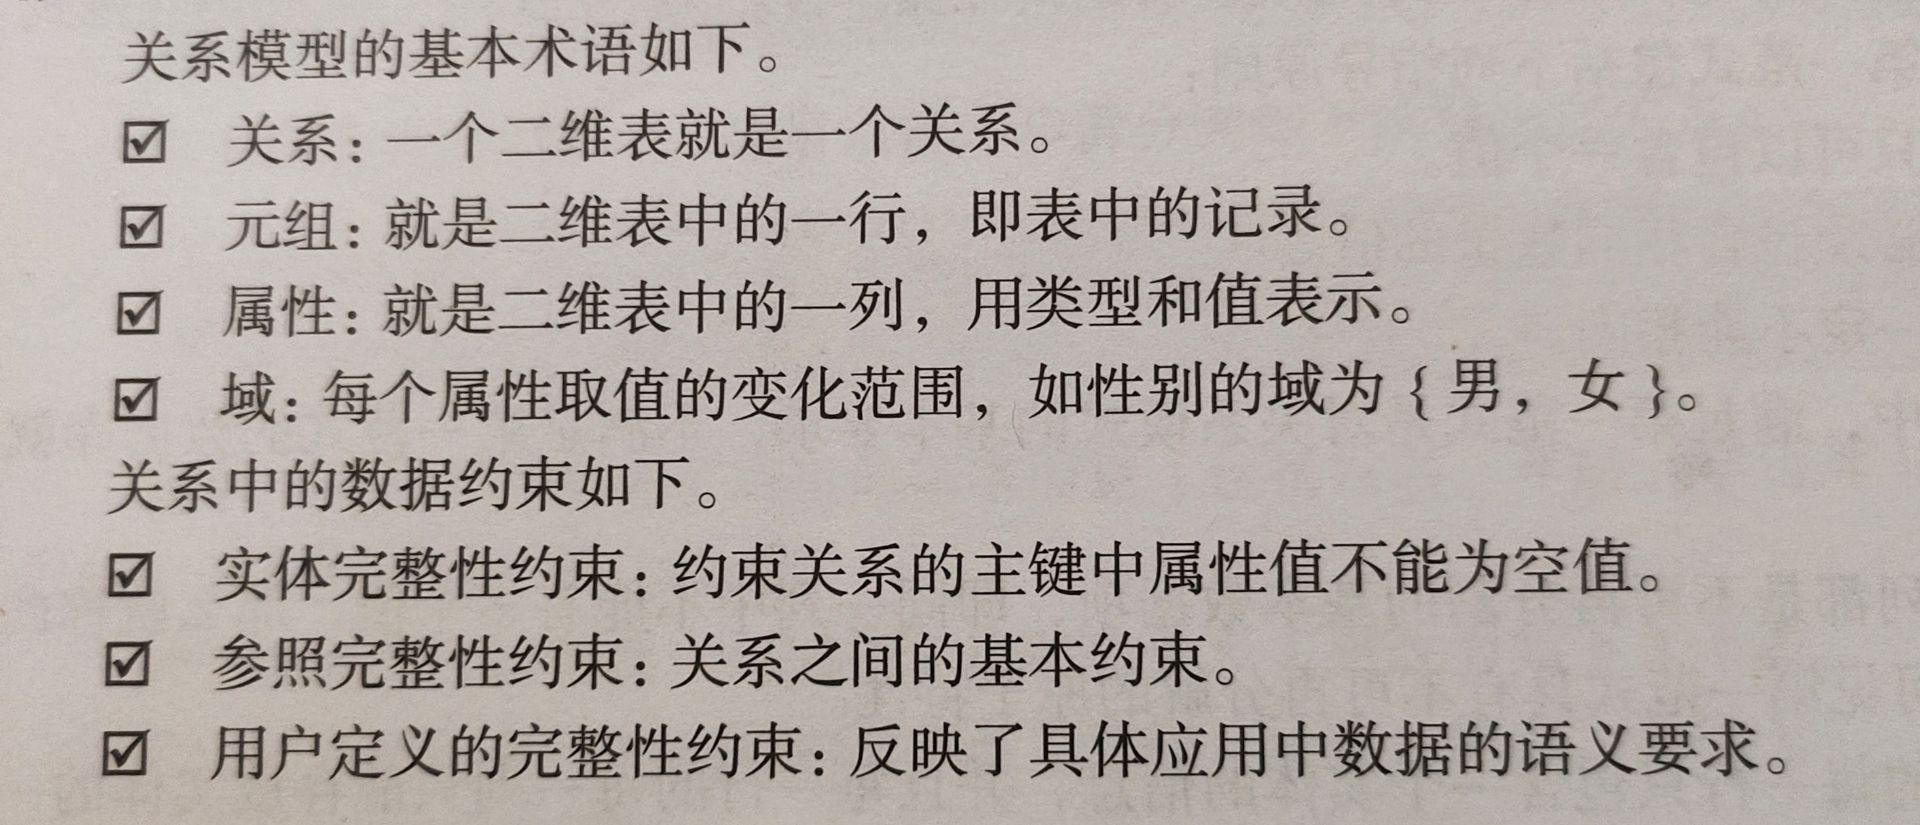 关系模型的基本术语如下。
☑ 关系：一个二维表就是一个关系。
☑ 元组：就是二维表中的一行，即表中的记录。
☑ 属性：就是二维表中的一列，用类型和值表示。
☑ 域：每个属性取值的变化范围，如性别的域为 { 男，女 }。
关系中的数据约束如下。
☑ 实体完整性约束：约束关系的主键中属性值不能为空值。
☑ 参照完整性约束：关系之间的基本约束。
☑ 用户定义的完整性约束：反映了具体应用中数据的语义要求。